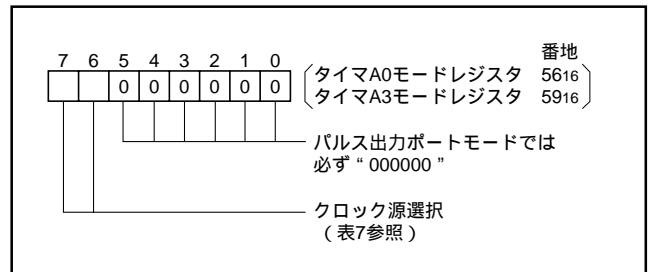 番地
7 6 5 4 3 2 1 0
0 0 0 0 0 0
タイマA0モードレジスタ 5616
タイマA3モードレジスタ 5916
パルス出力ポートモードでは
必ず“000000”
クロック源選択
(表7参照)